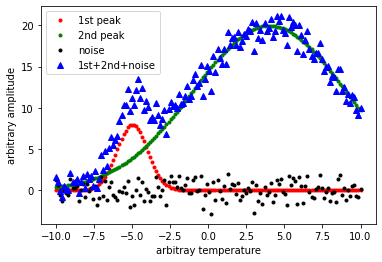 1st peak
2nd peak
noise
1st+2nd+noise
arbitrary amplitude
20
15
10
5
0
−10.0
−7.5
−5.0
−2.5
0.0
2.5
5.0
7.5
10.0
arbitray temperature